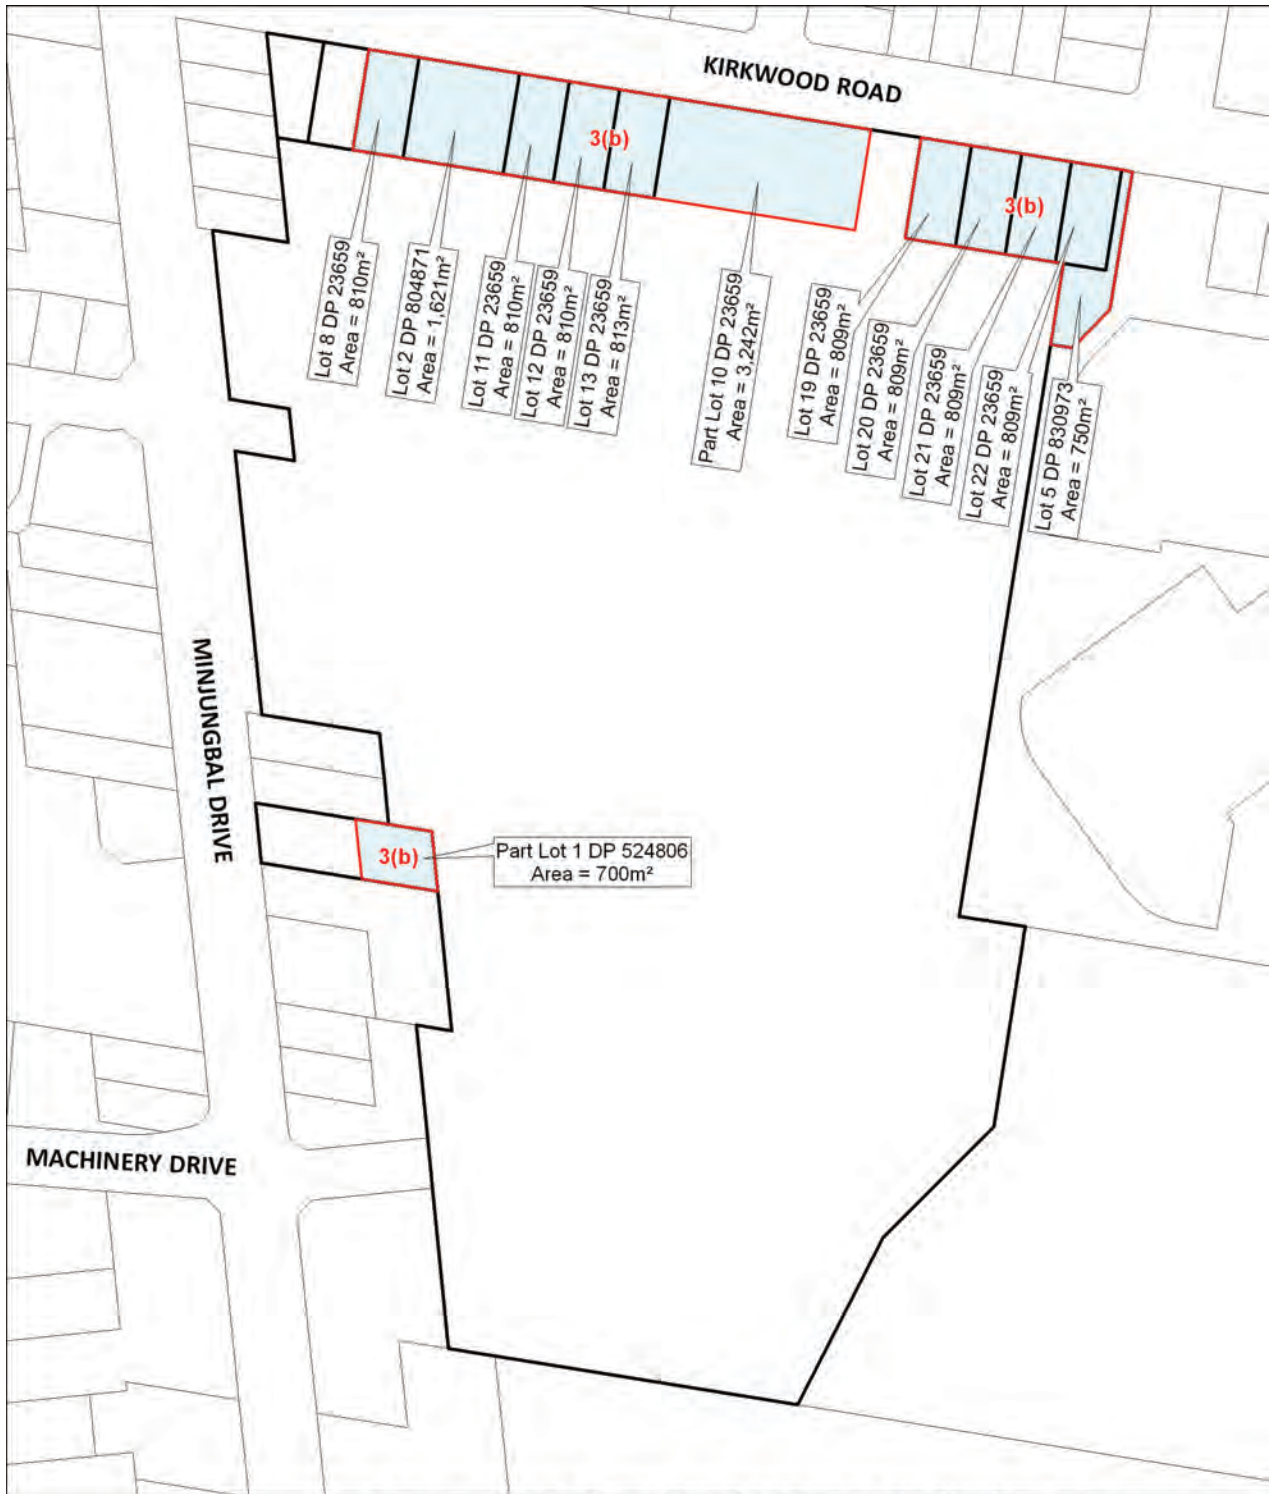 KIRKWOOD ROAD
3(b)
3(b)
Lot 8 DP 23659
Area = 810m²
Lot 2 DP 804871
Area = 1,621m²
Lot 11 DP 23659
Area = 810m²
Lot 12 DP 23659
Area = 810m²
Lot 13 DP 23659
Area = 813m²
Part Lot 10 DP 23659
Area = 3,242m²
Lot 19 DP 23659
Area = 809m²
Lot 20 DP 23659
Area = 809m²
Lot 21 DP 23659
Area = 809m²
Lot 22 DP 23659
Area = 809m²
Lot 5 DP 830973
Area = 750m²
MINJUNGBAL DRIVE
3(b)
Part Lot 1 DP 524806
Area = 700m²
MACHINERY DRIVE